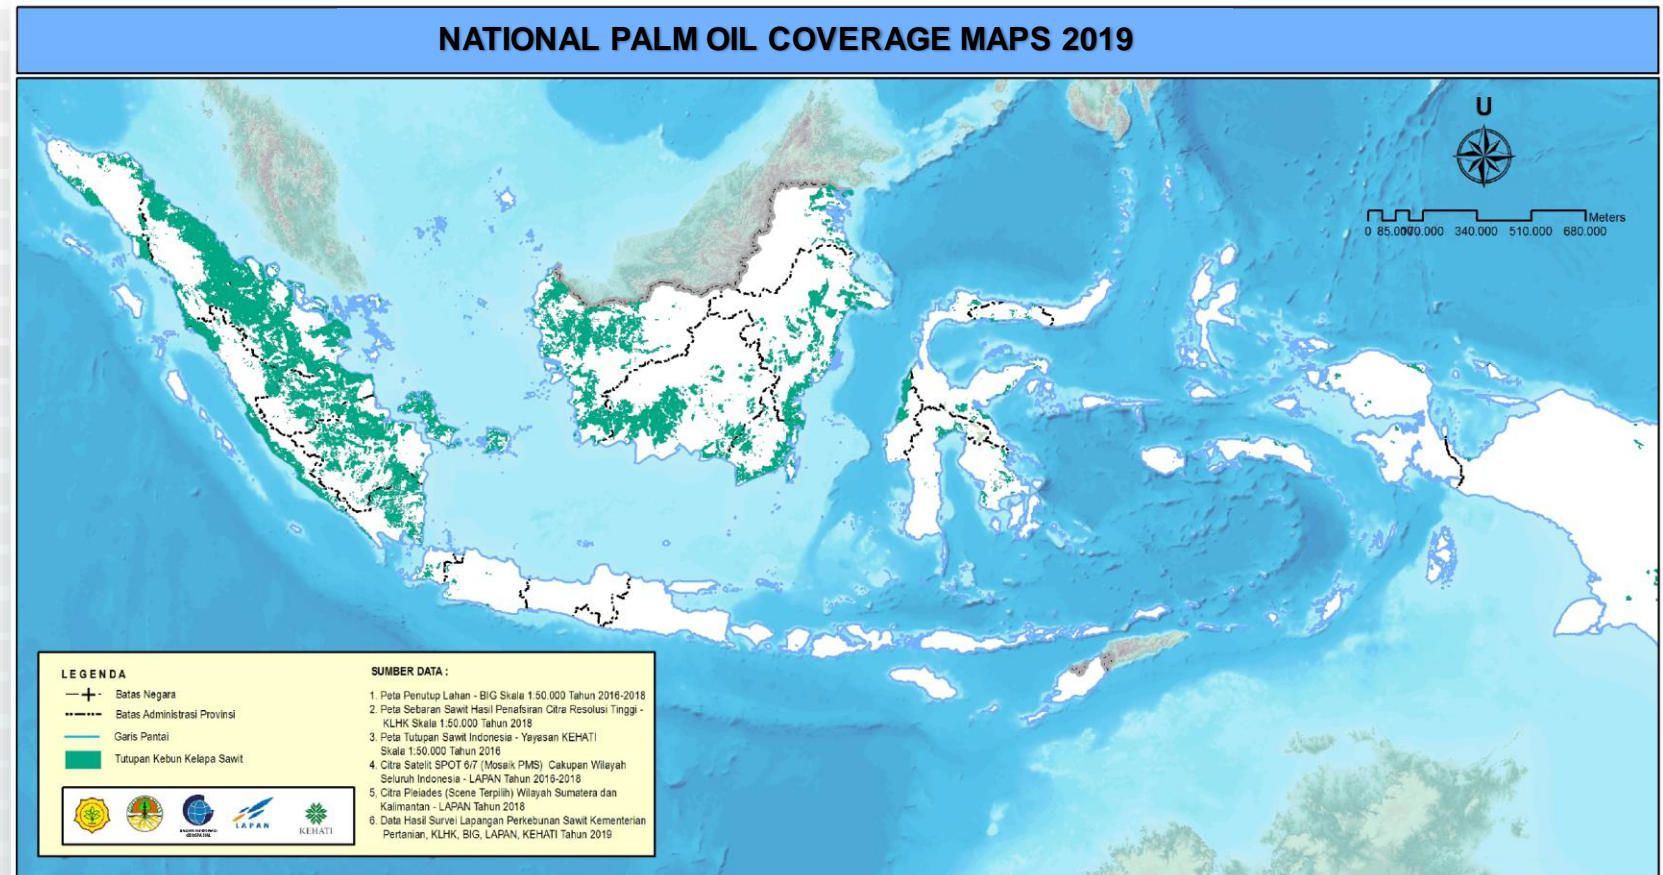 NATIONAL PALM OIL COVERAGE MAPS 2019
U
Meters
0 85.000 170.000 340.000 510.000 680.000
LEGENDA
Batas Negara
Batas Administrasi Provinsi
Garis Pantai
Tutupan Kebun Kelapa Sawit
LAPAN
KEHATI
SUMBER DATA :
1. Peta Penutup Lahan - BIG Skala 1:50.000 Tahun 2016-2018
2. Peta Sebaran Sawit Hasil Penafsiran Citra Resolusi Tinggi -
KLHK Skala 1:50.000 Tahun 2018
3. Peta Tutupan Sawit Indonesia - Yayasan KEHATI
Skala 1:50.000 Tahun 2016
4. Citra Satelit SPOT 6/7 (Mosaik PMS) Cakupan Wilayah
Seluruh Indonesia - LAPAN Tahun 2016-2018
5. Citra Pleiades (Scene Terpilih) Wilayah Sumatera dan
Kalimantan - LAPAN Tahun 2018
6. Data Hasil Survei Lapangan Perkebunan Sawit Kementerian
Pertanian, KLHK, BIG, LAPAN, KEHATI Tahun 2019